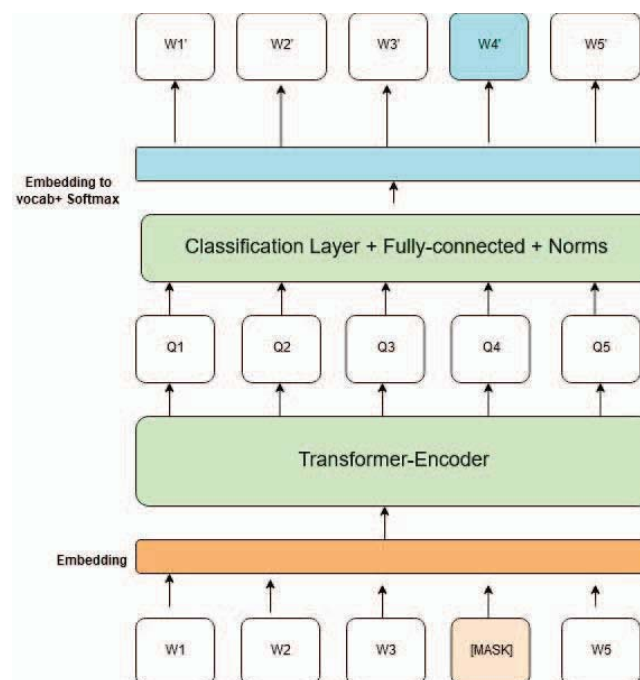 W1'
W2'
W3'
W4'
W5'
Embedding to
vocab+ Softmax
Classification Layer + Fully-connected + Norms
Q1
Q2
Q3
Q4
Q5
Transformer-Encoder
Embedding
W1
W2
W3
[MASK]
W5